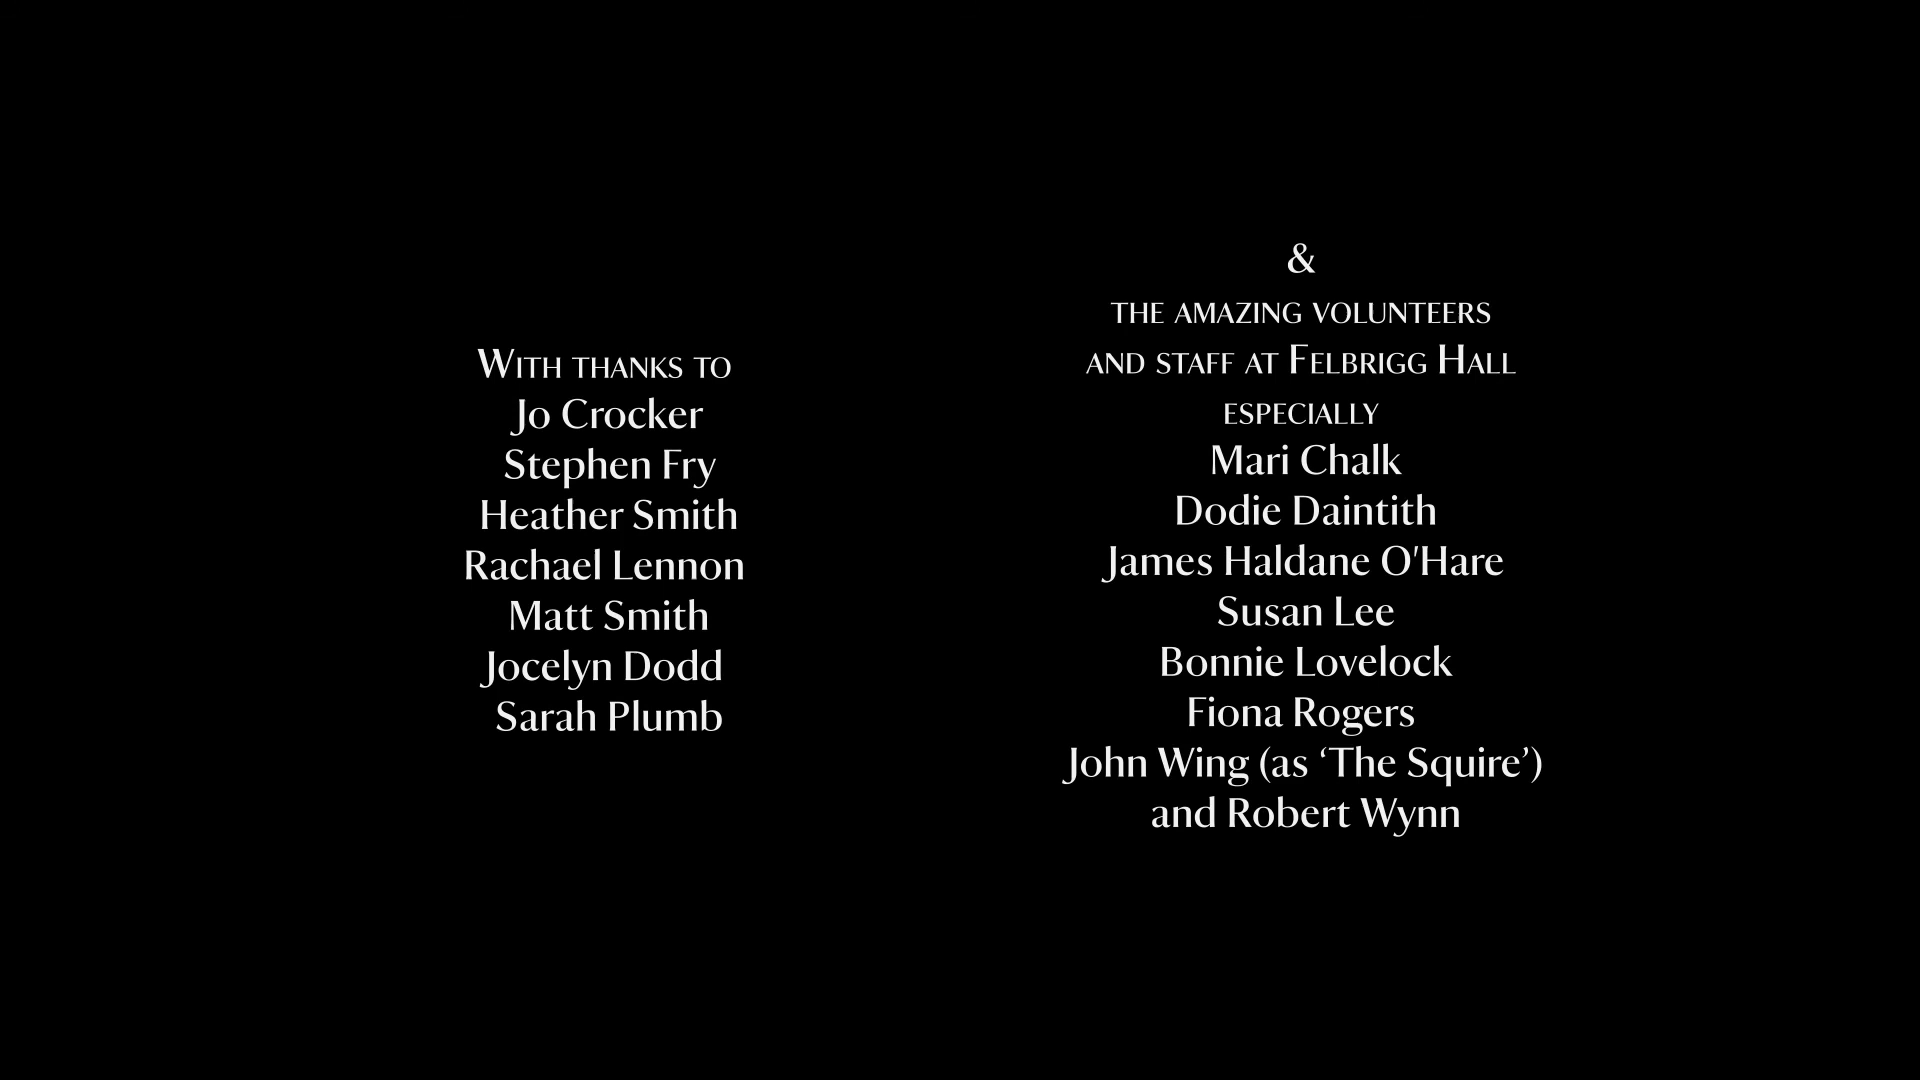 With thanks to
Jo Crocker
Stephen Fry
Heather Smith
Rachael Lennon
Matt Smith
Jocelyn Dodd
Sarah Plumb
&
the amazing volunteers
and staff at Felbrigg Hall
especially
Mari Chalk
Dodie Daintith
James Haldane O'Hare
Susan Lee
Bonnie Lovelock
Fiona Rogers
John Wing (as ‘The Squire’)
and Robert Wynn